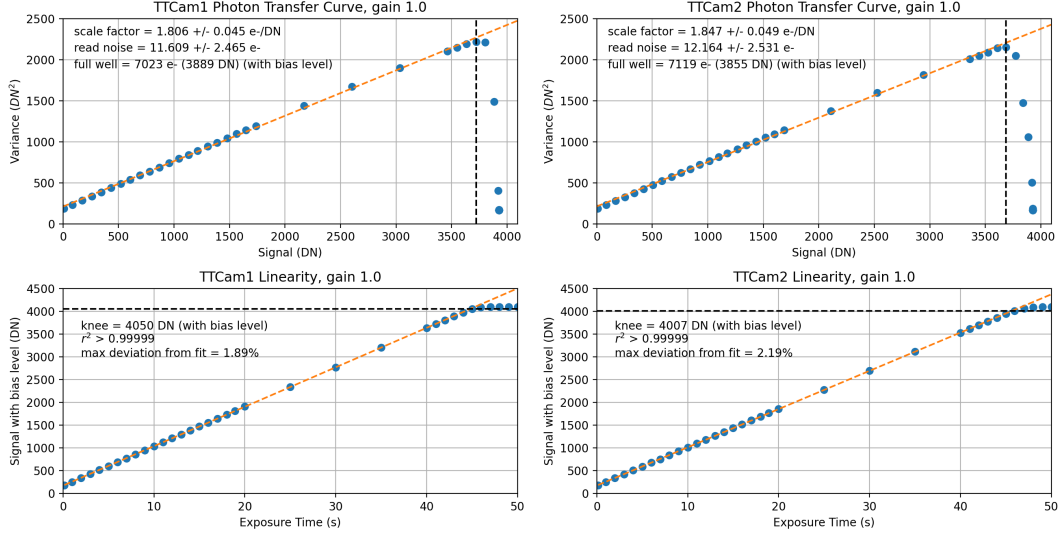 TTCam1 Photon Transfer Curve, gain 1.0
scale factor = 1.806 +/- 0.045 e-/DN
read noise = 11.609 +/- 2.465 e-
full well = 7023 e- (3889 DN) (with bias level)
Variance (DN²)
2500
2000
1500
1000
500
0
0 500 1000 1500 2000 2500 3000 3500 4000
Signal (DN)
TTCam2 Photon Transfer Curve, gain 1.0
scale factor = 1.847 +/- 0.049 e-/DN
read noise = 12.164 +/- 2.531 e-
full well = 7119 e- (3855 DN) (with bias level)
Variance (DN²)
2500
2000
1500
1000
500
0
0 500 1000 1500 2000 2500 3000 3500 4000
Signal (DN)
TTCam1 Linearity, gain 1.0
knee = 4050 DN (with bias level)
r² > 0.99999
max deviation from fit = 1.89%
Signal with bias level (DN)
4500
4000
3500
3000
2500
2000
1500
1000
500
0
0 10 20 30 40 50
Exposure Time (s)
TTCam2 Linearity, gain 1.0
knee = 4007 DN (with bias level)
r² > 0.99999
max deviation from fit = 2.19%
Signal with bias level (DN)
4500
4000
3500
3000
2500
2000
1500
1000
500
0
0 10 20 30 40 50
Exposure Time (s)